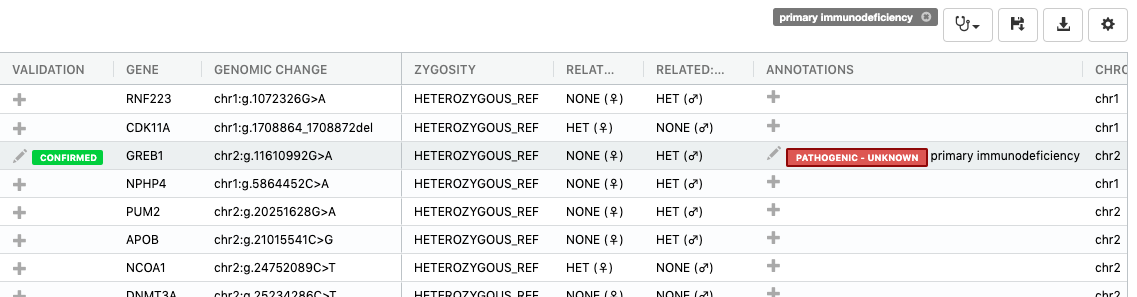 primary immunodeficiency
VALIDATION GENE GENOMIC CHANGE ZYGOSITY RELAT... RELATED:... ANNOTATIONS CHRO
RNF223 chr1:g.1072326G>A HETEROZYGOUS_REF NONE (♀) HET (♂) chr1
CDK11A chr1:g.1708864_1708872del HETEROZYGOUS_REF HET (♀) NONE (♂) chr1
CONFIRMED GREB1 chr2:g.11610992G>A HETEROZYGOUS_REF NONE (♀) HET (♂) PATHOGENIC - UNKNOWN primary immunodeficiency chr2
NPHP4 chr1:g.5864452C>A HETEROZYGOUS_REF NONE (♀) HET (♂) chr1
PUM2 chr2:g.20251628G>A HETEROZYGOUS_REF NONE (♀) HET (♂) chr2
APOB chr2:g.21015541C>G HETEROZYGOUS_REF NONE (♀) HET (♂) chr2
NCOA1 chr2:g.24752089C>T HETEROZYGOUS_REF HET (♀) NONE (♂) chr2
DNMT3A chr2:g.25234286C>T HETEROZYGOUS_REF NONE (♀) HET (♂) chr2